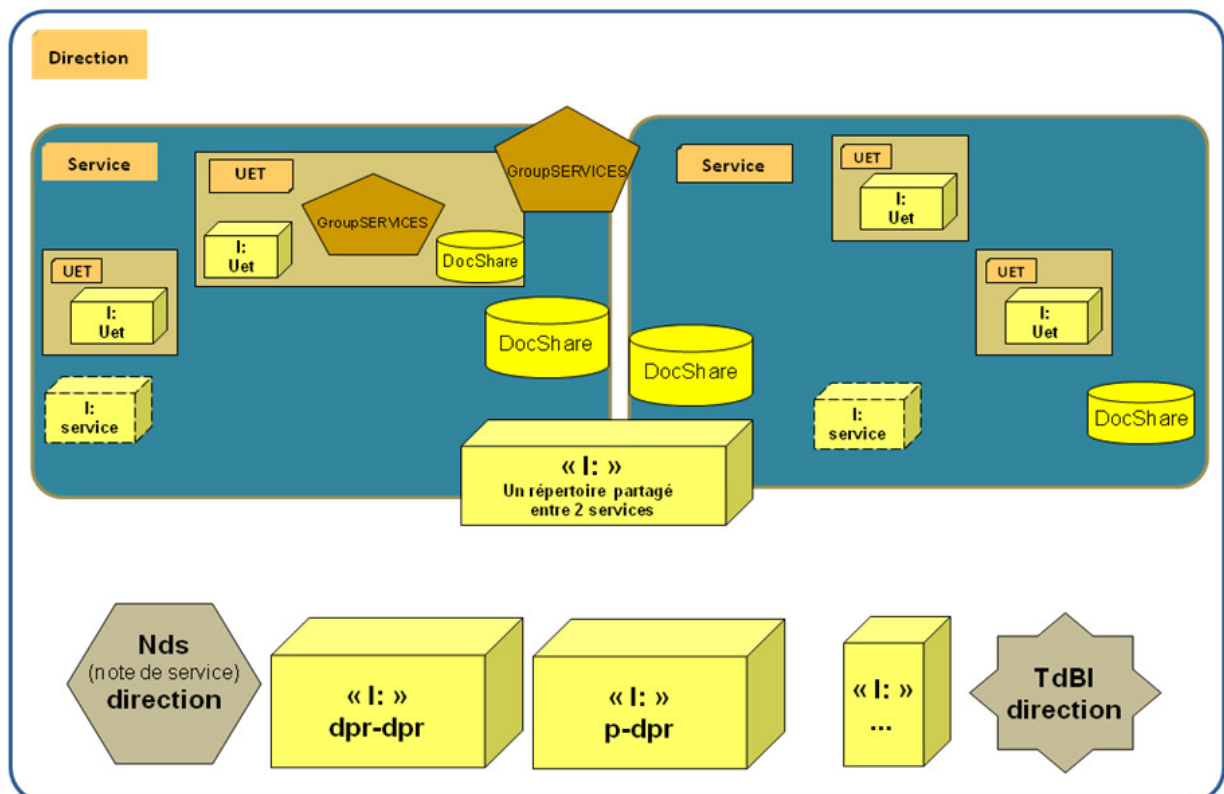 Direction
Service
UET
GroupSERVICES
I:
Uet
DocShare
UET
I:
Uet
I:
service
DocShare
GroupSERVICES
Service
UET
I:
Uet
UET
I:
Uet
DocShare
I:
service
DocShare
« I: »
Un répertoire partagé
entre 2 services
Nds
(note de service)
direction
« I: »
dpr-dpr
« I: »
p-dpr
« I: »
...
TdBI
direction